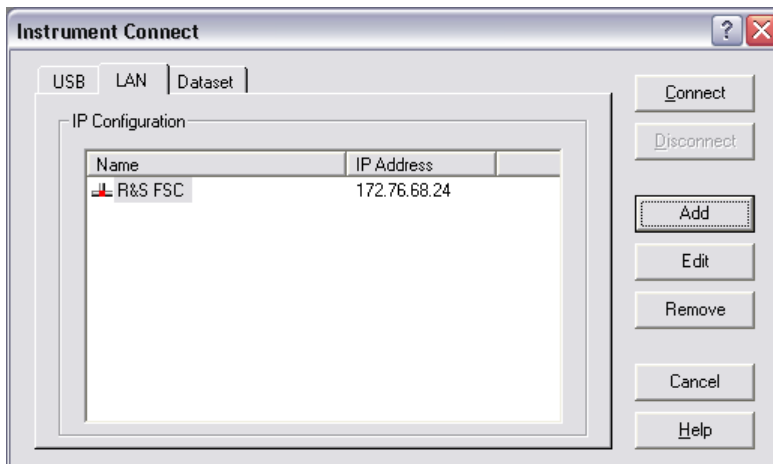 Instrument Connect
USB LAN Dataset
IP Configuration
Name IP Address
R&S FSC 172.76.68.24
Connect
Disconnect
Add
Edit
Remove
Cancel
Help